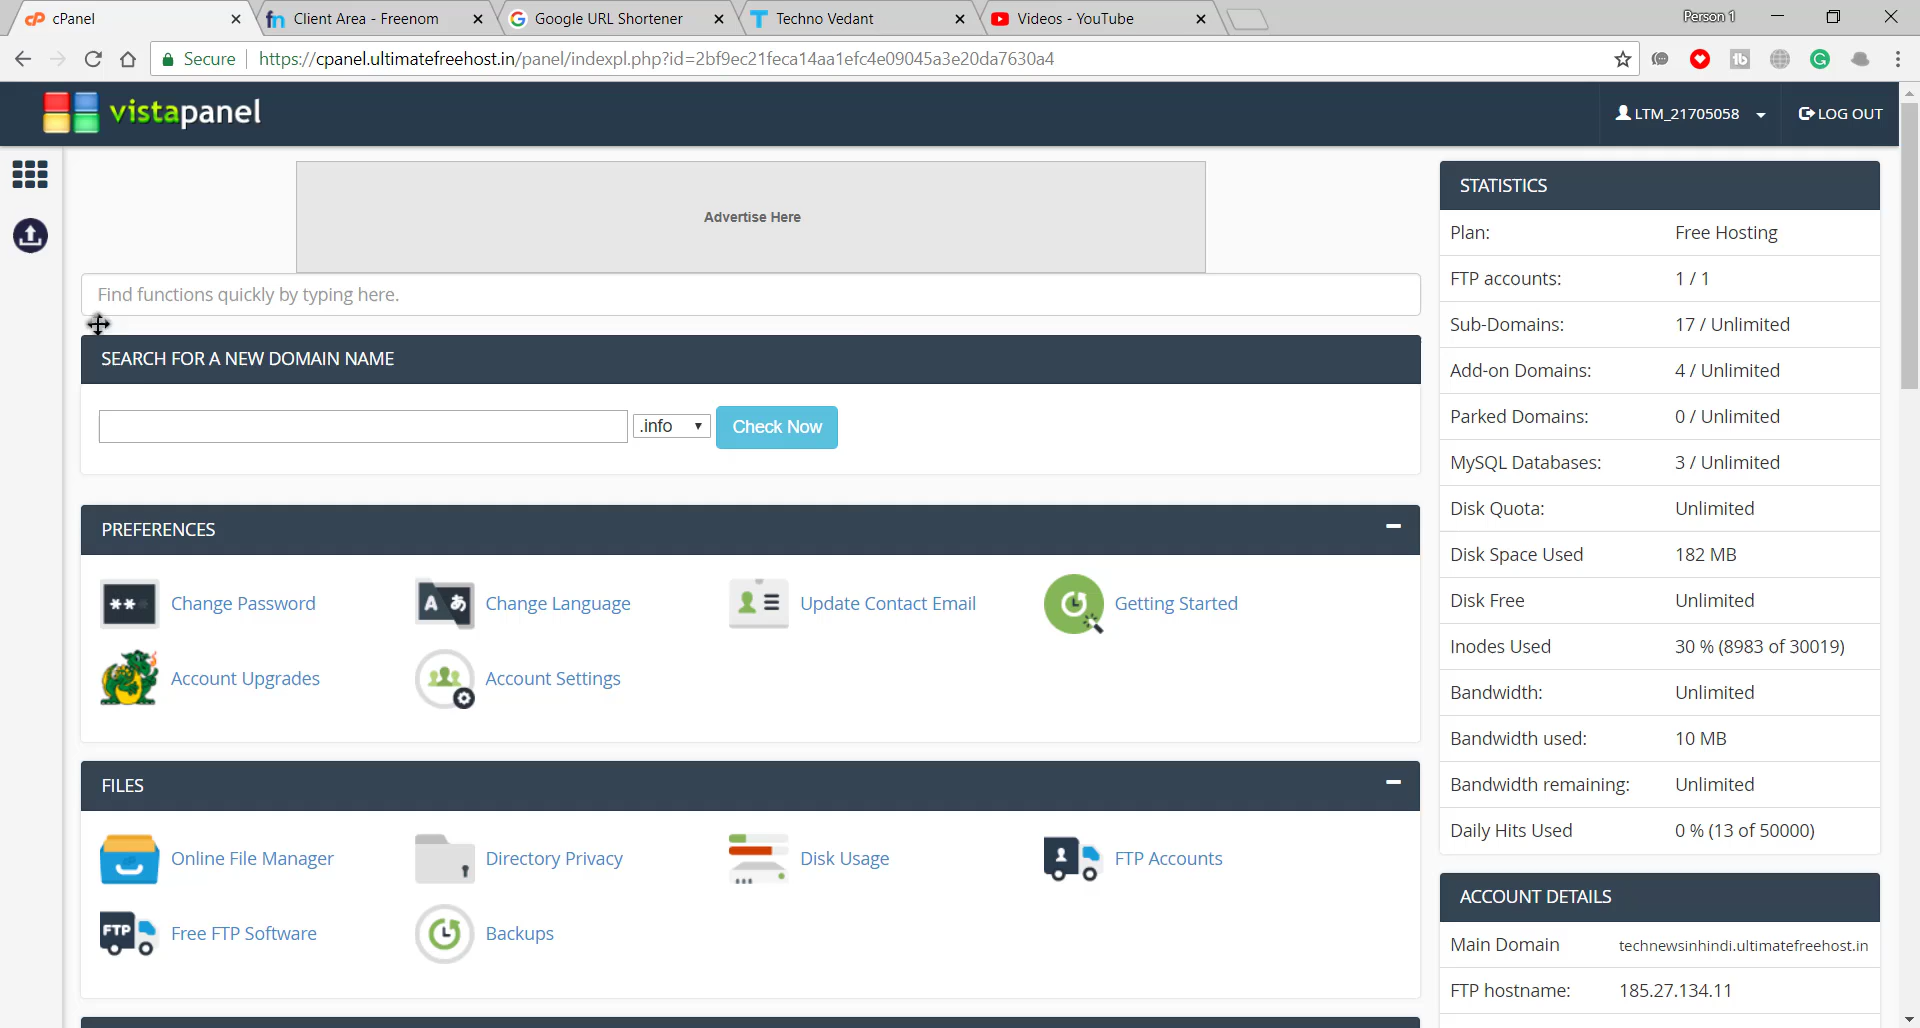 cPanel
Client Area - Freenom
Google URL Shortener
Techno Vedant
Videos - YouTube
Person 1
Secure
https://cpanel.ultimatefreehost.in/panel/indexpl.php?id=2bf9ec21feca14aa1efc4e09045a3e20da7630a4
vistapanel
LTM_21705058
LOG OUT
Advertise Here
Find functions quickly by typing here.
SEARCH FOR A NEW DOMAIN NAME
.info
Check Now
PREFERENCES
Change Password
Change Language
Update Contact Email
Getting Started
Account Upgrades
Account Settings
FILES
Online File Manager
Directory Privacy
Disk Usage
FTP Accounts
FTP
Free FTP Software
Backups
STATISTICS
Plan: Free Hosting
FTP accounts: 1 / 1
Sub-Domains: 17 / Unlimited
Add-on Domains: 4 / Unlimited
Parked Domains: 0 / Unlimited
MySQL Databases: 3 / Unlimited
Disk Quota: Unlimited
Disk Space Used 182 MB
Disk Free Unlimited
Inodes Used 30 % (8983 of 30019)
Bandwidth: Unlimited
Bandwidth used: 10 MB
Bandwidth remaining: Unlimited
Daily Hits Used 0 % (13 of 50000)
ACCOUNT DETAILS
Main Domain technewsinhindi.ultimatefreehost.in
FTP hostname: 185.27.134.11